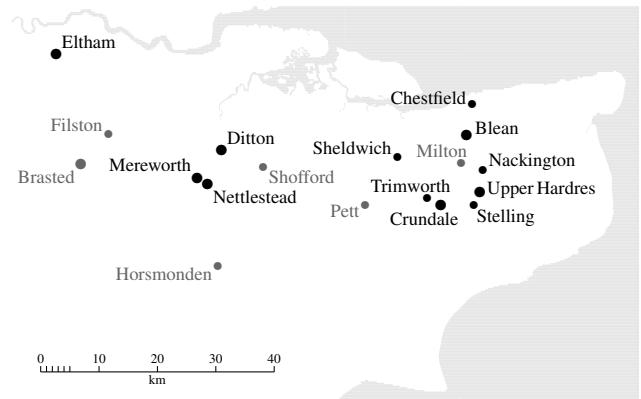 Eltham
Chestfield
Filston
Blean
Ditton
Sheldwich
Milton
Brasted
Mereworth
Shofford
Nackington
Nettlestead
Trimworth
Upper Hardres
Pett
Crundale
Stelling
Horsmonden
0 10 20 30 40
km